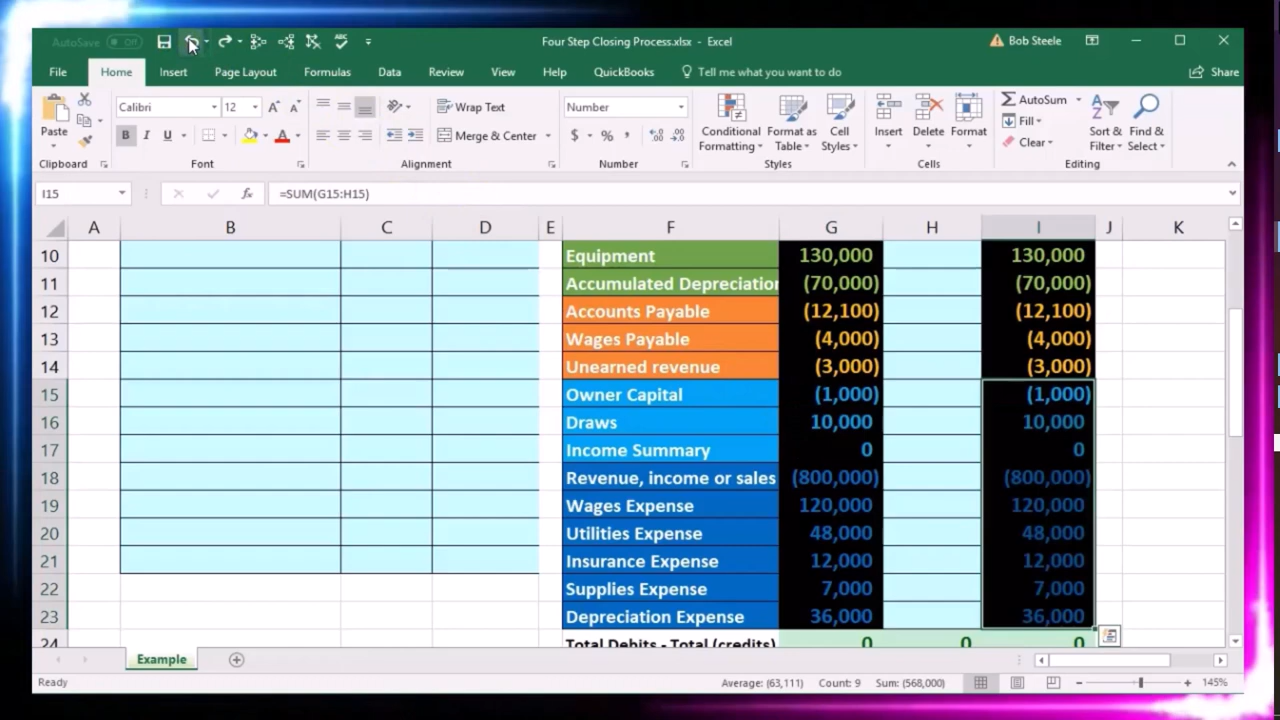 AutoSave Off
Four Step Closing Process.xlsx - Excel
Bob Steele
File Home Insert Page Layout Formulas Data Review View Help QuickBooks Tell me what you want to do Share
Calibri 12
Wrap Text
Number
AutoSum
Paste
B I U
Merge & Center
$ % ,
Conditional Formatting
Format as Table
Cell Styles
Insert
Delete
Format
Fill
Clear
Sort & Filter
Find & Select
Clipboard Font Alignment Number Styles Cells Editing
I15 fx =SUM(G15:H15)
A B C D E F G H I J K
10 Equipment 130,000 130,000
11 Accumulated Depreciation (70,000) (70,000)
12 Accounts Payable (12,100) (12,100)
13 Wages Payable (4,000) (4,000)
14 Unearned revenue (3,000) (3,000)
15 Owner Capital (1,000) (1,000)
16 Draws 10,000 10,000
17 Income Summary 0 0
18 Revenue, income or sales (800,000) (800,000)
19 Wages Expense 120,000 120,000
20 Utilities Expense 48,000 48,000
21 Insurance Expense 12,000 12,000
22 Supplies Expense 7,000 7,000
23 Depreciation Expense 36,000 36,000
24 Total Debits - Total (credits) 0 0 0
Example
Ready Average: (63,111) Count: 9 Sum: (568,000) 145%